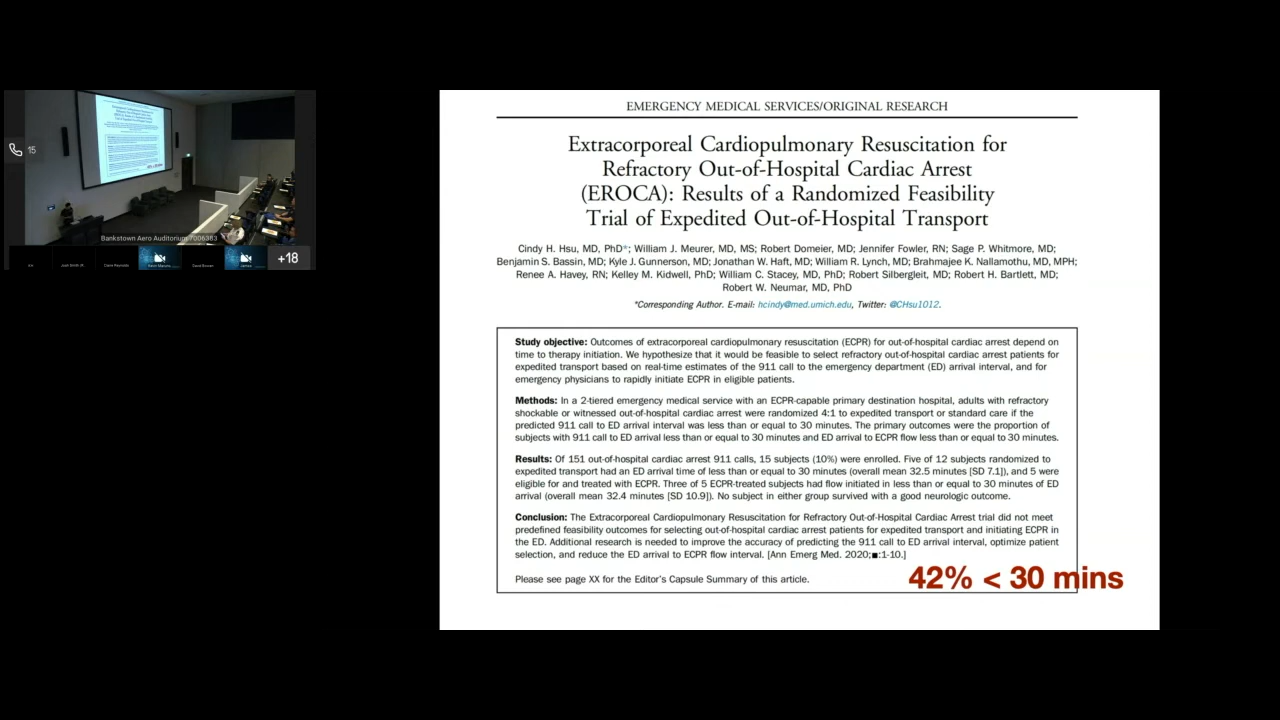 15
Bankstown Aero Auditorium 7006383
+18
EMERGENCY MEDICAL SERVICES/ORIGINAL RESEARCH
Extracorporeal Cardiopulmonary Resuscitation for
Refractory Out-of-Hospital Cardiac Arrest
(EROCA): Results of a Randomized Feasibility
Trial of Expedited Out-of-Hospital Transport
Cindy H. Hsu, MD, PhD*; William J. Meurer, MD, MS; Robert Domeier, MD; Jennifer Fowler, RN; Sage P. Whitmore, MD;
Benjamin S. Bassin, MD; Kyle J. Gunnerson, MD; Jonathan W. Haft, MD; William R. Lynch, MD; Brahmajee K. Nallamothu, MD, MPH;
Renee A. Havey, RN; Kelley M. Kidwell, PhD; William C. Stacey, MD, PhD; Robert Silbergleit, MD; Robert H. Bartlett, MD;
Robert W. Neumar, MD, PhD
*Corresponding Author. E-mail: hcindy@med.umich.edu, Twitter: @CHsu1012.
Study objective: Outcomes of extracorporeal cardiopulmonary resuscitation (ECPR) for out-of-hospital cardiac arrest depend on
time to therapy initiation. We hypothesize that it would be feasible to select refractory out-of-hospital cardiac arrest patients for
expedited transport based on real-time estimates of the 911 call to the emergency department (ED) arrival interval, and for
emergency physicians to rapidly initiate ECPR in eligible patients.
Methods: In a 2-tiered emergency medical service with an ECPR-capable primary destination hospital, adults with refractory
shockable or witnessed out-of-hospital cardiac arrest were randomized 4:1 to expedited transport or standard care if the
predicted 911 call to ED arrival interval was less than or equal to 30 minutes. The primary outcomes were the proportion of
subjects with 911 call to ED arrival less than or equal to 30 minutes and ED arrival to ECPR flow less than or equal to 30 minutes.
Results: Of 151 out-of-hospital cardiac arrest 911 calls, 15 subjects (10%) were enrolled. Five of 12 subjects randomized to
expedited transport had an ED arrival time of less than or equal to 30 minutes (overall mean 32.5 minutes [SD 7.1]), and 5 were
eligible for and treated with ECPR. Three of 5 ECPR-treated subjects had flow initiated in less than or equal to 30 minutes of ED
arrival (overall mean 32.4 minutes [SD 10.9]). No subject in either group survived with a good neurologic outcome.
Conclusion: The Extracorporeal Cardiopulmonary Resuscitation for Refractory Out-of-Hospital Cardiac Arrest trial did not meet
predefined feasibility outcomes for selecting out-of-hospital cardiac arrest patients for expedited transport and initiating ECPR in
the ED. Additional research is needed to improve the accuracy of predicting the 911 call to ED arrival interval, optimize patient
selection, and reduce the ED arrival to ECPR flow interval. [Ann Emerg Med. 2020;■:1-10.]
Please see page XX for the Editor's Capsule Summary of this article.
42% < 30 mins